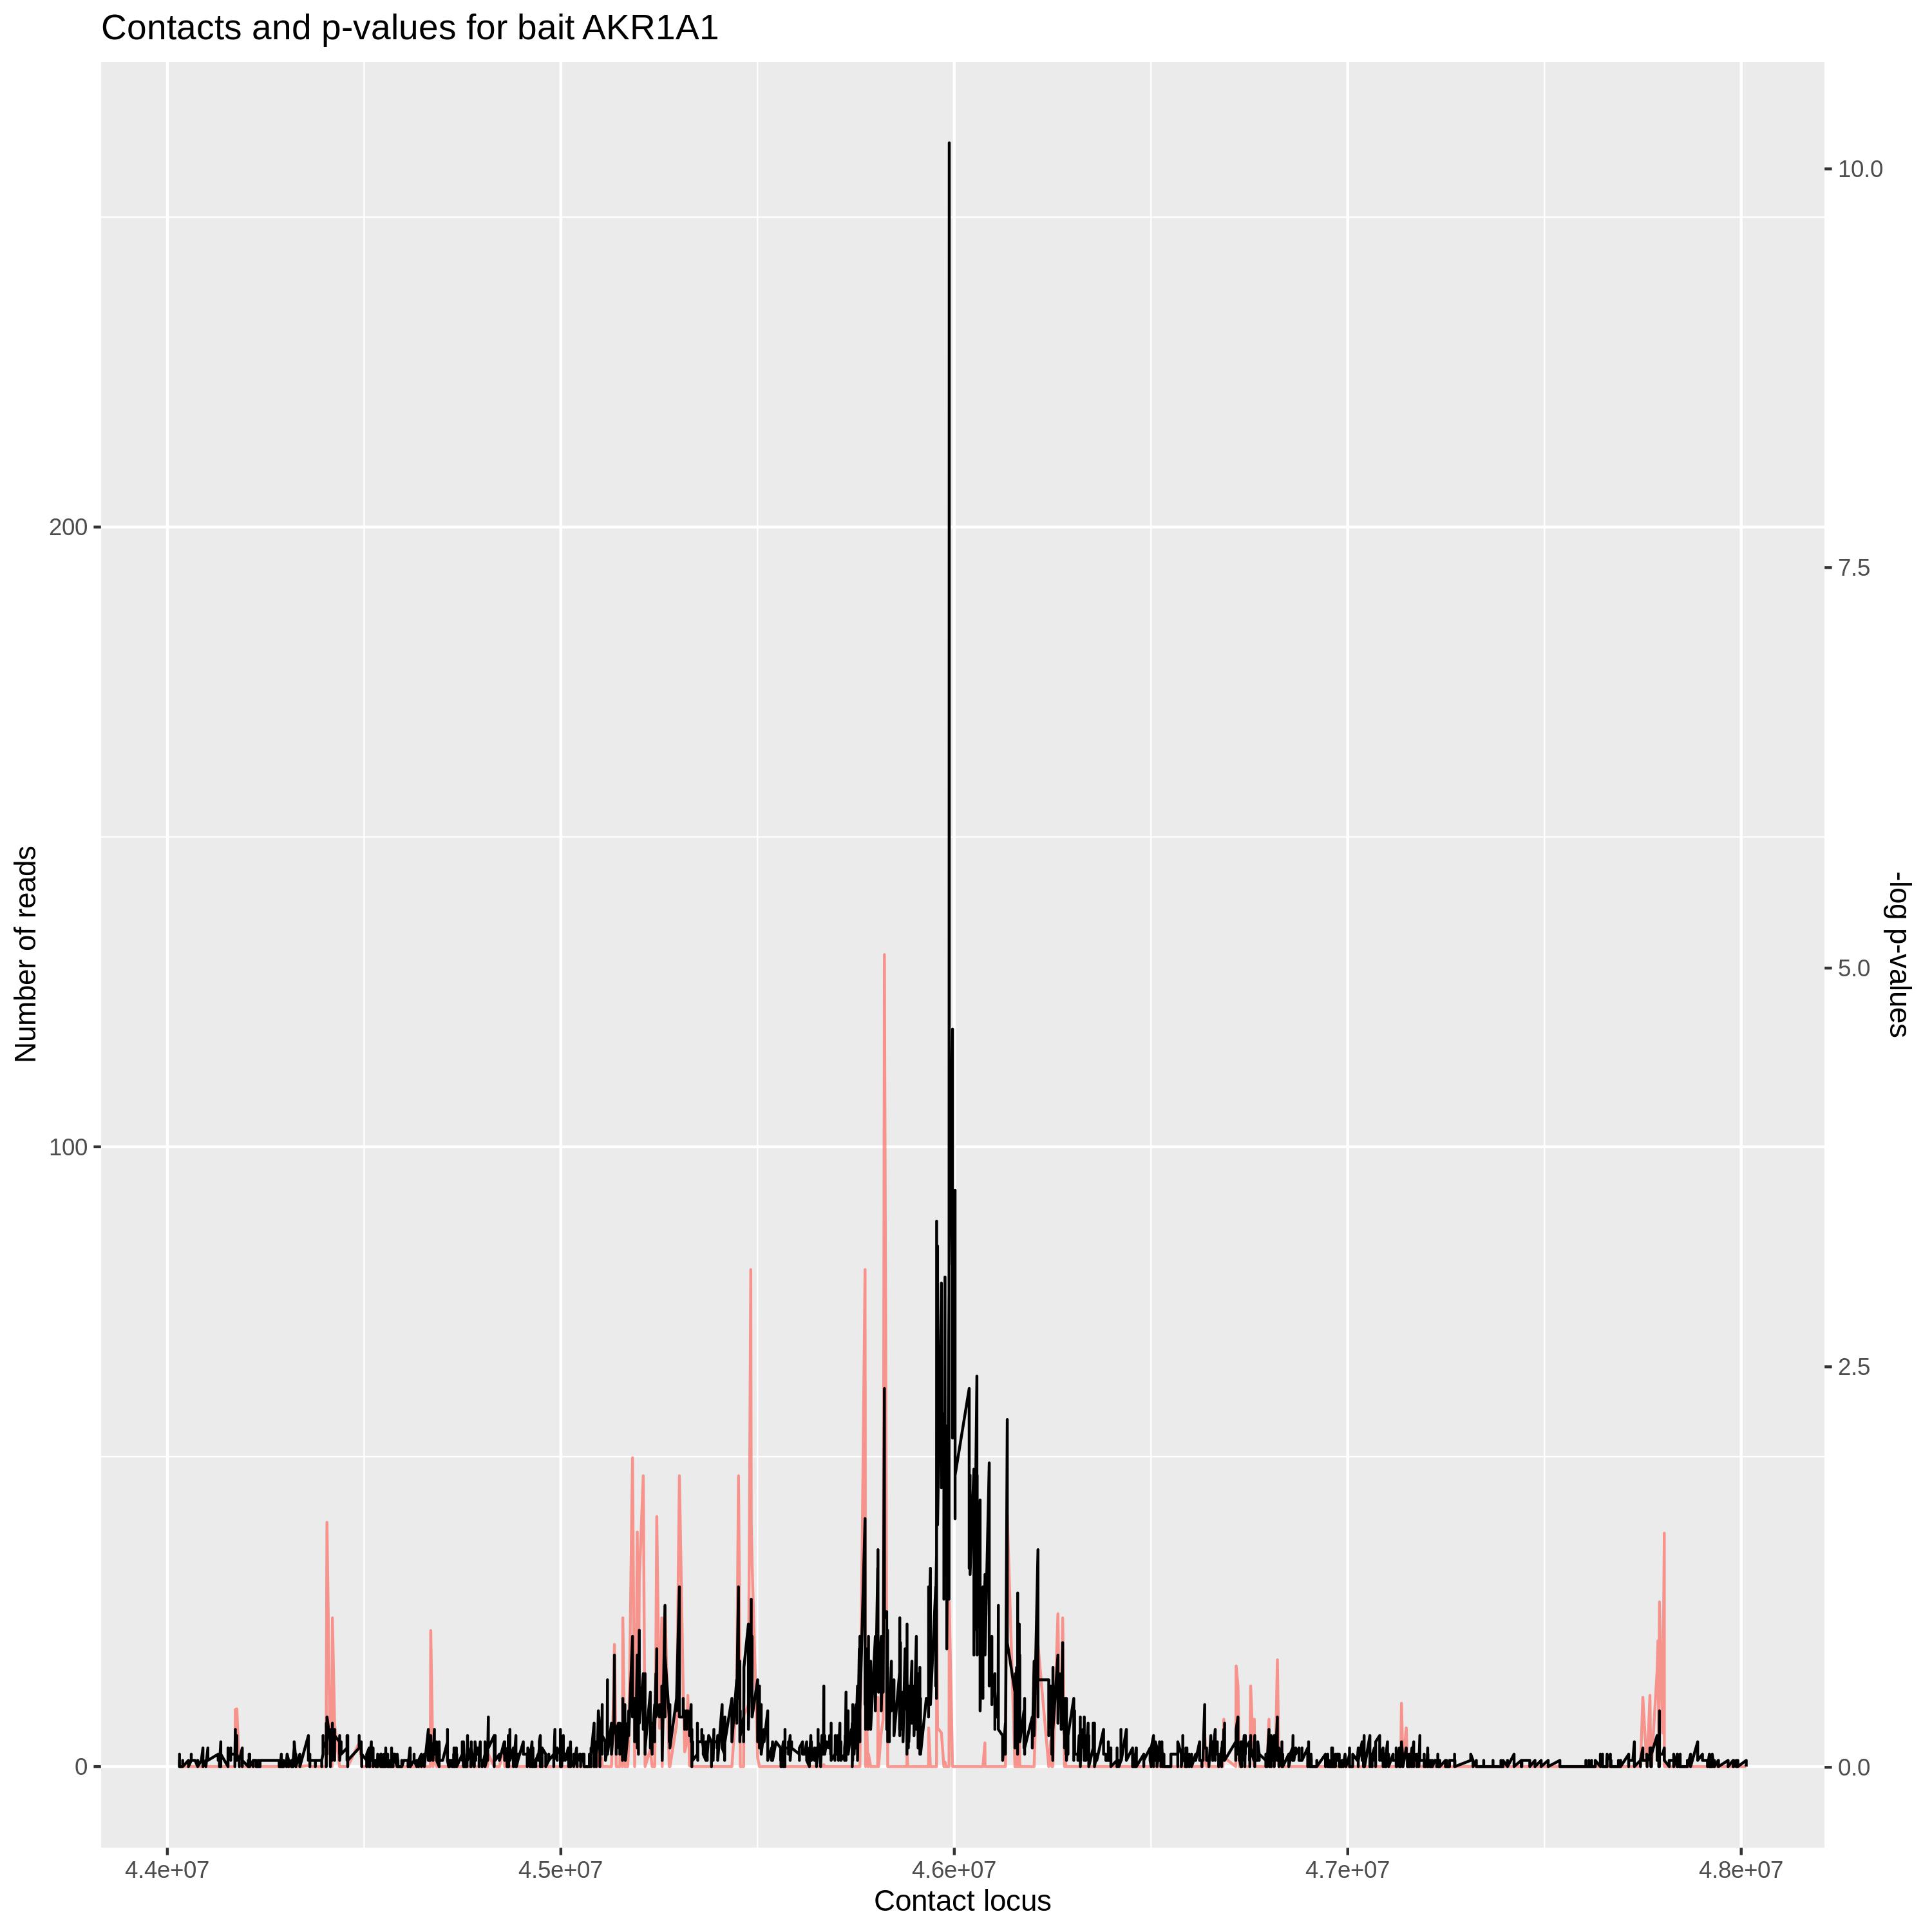 Contacts and p-values for bait AKR1A1
Number of reads
200
100
0
10.0
7.5
5.0
2.5
0.0
-log p-values
4.4e+07 4.5e+07 4.6e+07 4.7e+07 4.8e+07
Contact locus